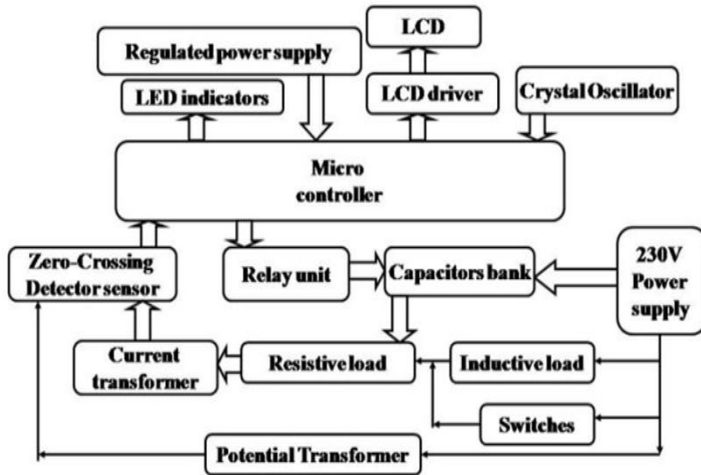 LCD
Regulated power supply
LED indicators
LCD driver
Crystal Oscillator
Micro
controller
Zero-Crossing
Detector sensor
Relay unit
Capacitors bank
230V
Power
supply
Current
transformer
Resistive load
Inductive load
Switches
Potential Transformer